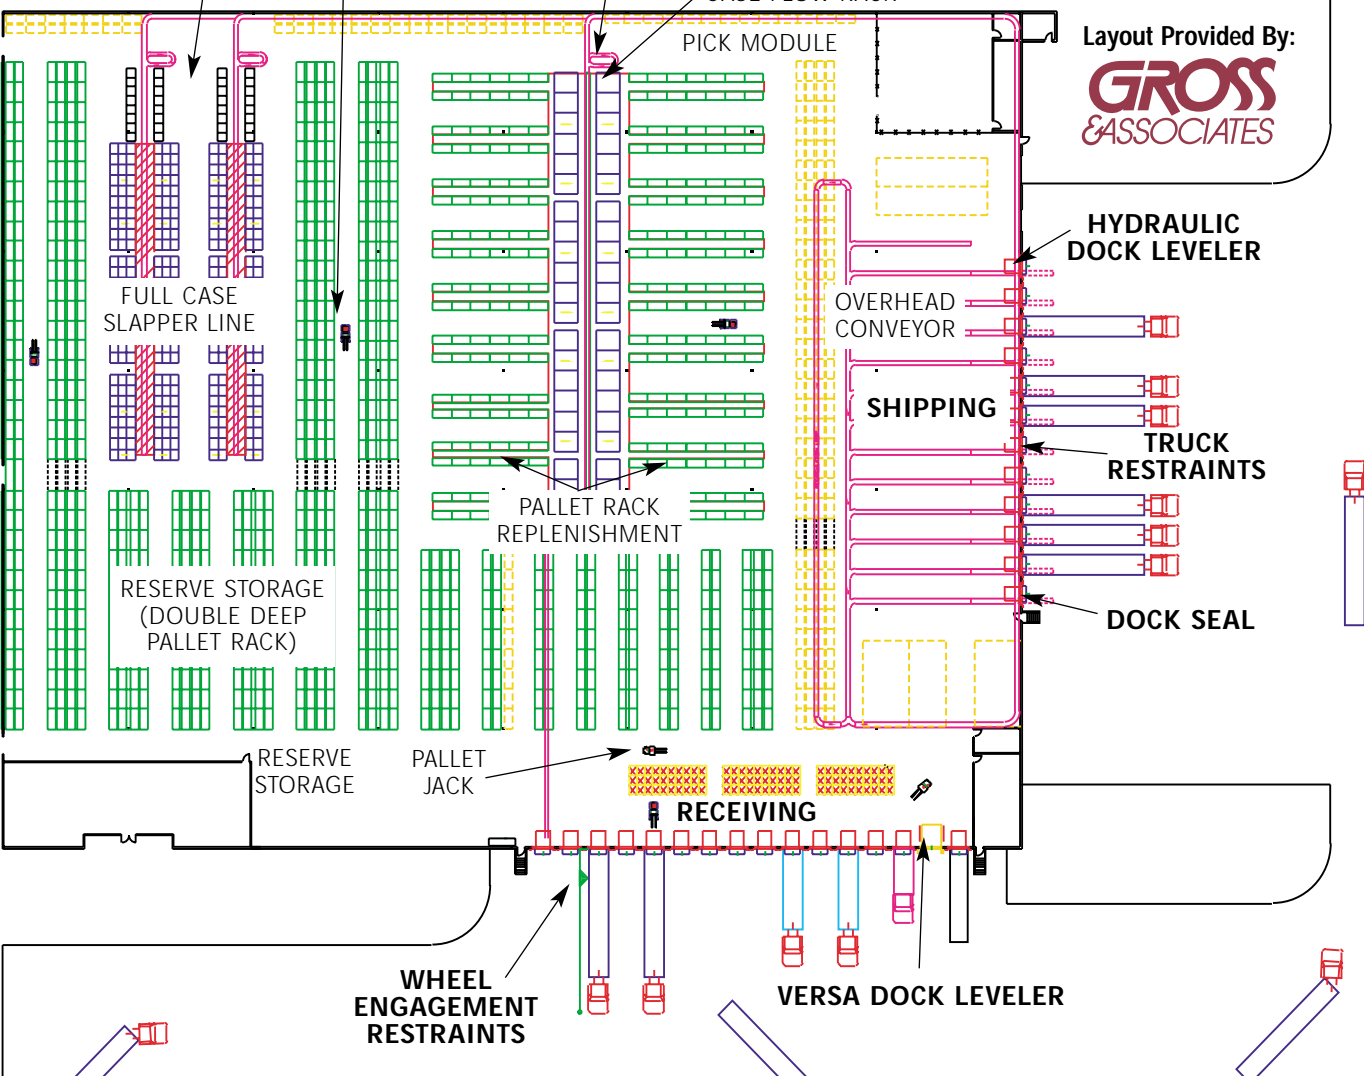 PICK MODULE
Layout Provided By:
GROSS
&ASSOCIATES
HYDRAULIC
DOCK LEVELER
FULL CASE
SLAPPER LINE
OVERHEAD
CONVEYOR
SHIPPING
TRUCK
RESTRAINTS
PALLET RACK
REPLENISHMENT
RESERVE STORAGE
(DOUBLE DEEP
PALLET RACK)
DOCK SEAL
RESERVE
STORAGE
PALLET
JACK
RECEIVING
WHEEL
ENGAGEMENT
RESTRAINTS
VERSA DOCK LEVELER